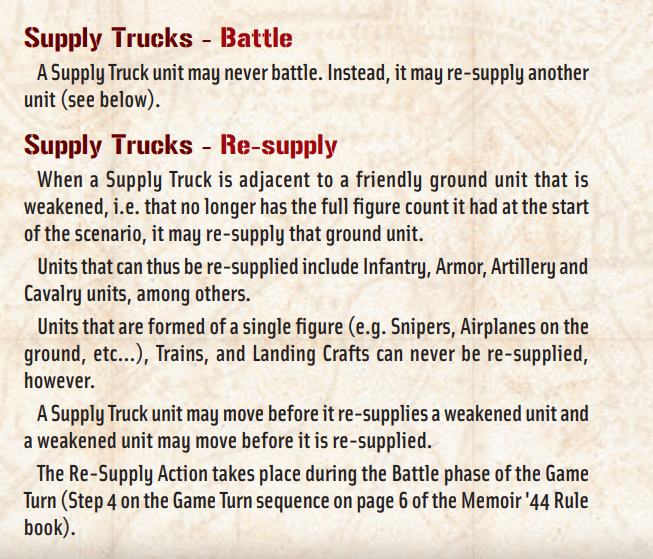 Supply Trucks - Battle
A Supply Truck unit may never battle. Instead, it may re-supply another
unit (see below).
Supply Trucks - Re-supply
When a Supply Truck is adjacent to a friendly ground unit that is
weakened, i.e. that no longer has the full figure count it had at the start
of the scenario, it may re-supply that ground unit.
Units that can thus be re-supplied include Infantry, Armor, Artillery and
Cavalry units, among others.
Units that are formed of a single figure (e.g. Snipers, Airplanes on the
ground, etc...), Trains, and Landing Crafts can never be re-supplied,
however.
A Supply Truck unit may move before it re-supplies a weakened unit and
a weakened unit may move before it is re-supplied.
The Re-Supply Action takes place during the Battle phase of the Game
Turn (Step 4 on the Game Turn sequence on page 6 of the Memoir '44 Rule
book).